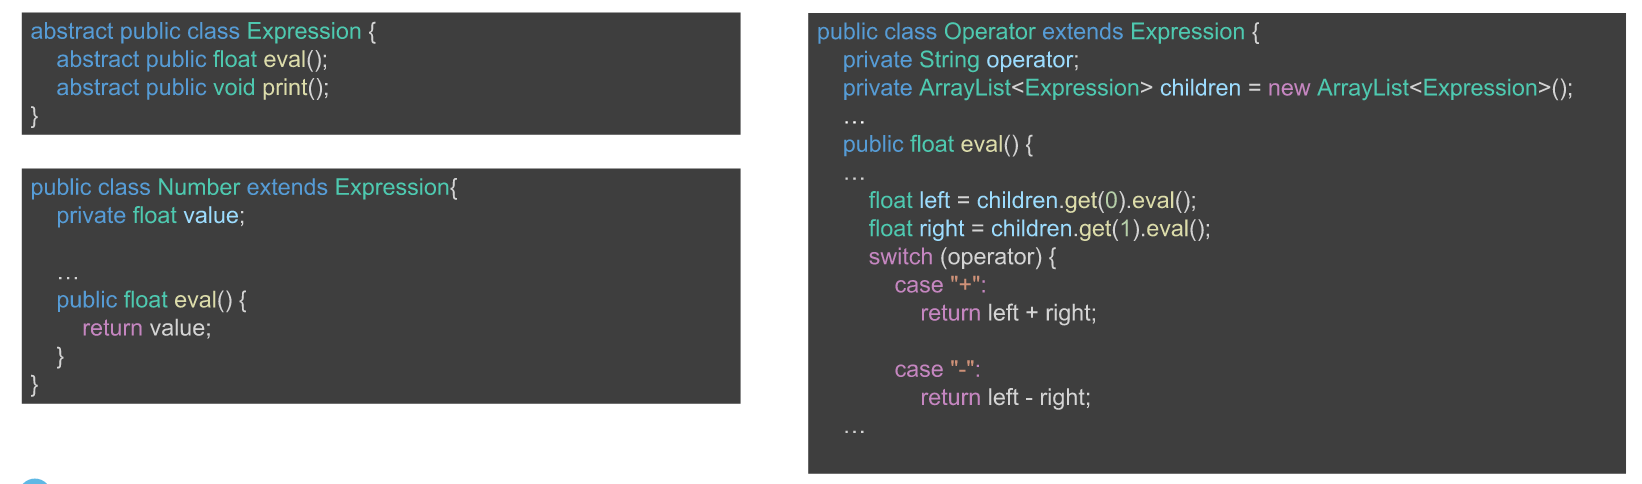 abstract public class Expression {
abstract public float eval();
abstract public void print();
}
public class Number extends Expression{
private float value;
…
public float eval() {
return value;
}
}
public class Operator extends Expression {
private String operator;
private ArrayList<Expression> children = new ArrayList<Expression>();
…
public float eval() {
…
float left = children.get(0).eval();
float right = children.get(1).eval();
switch (operator) {
case "+":
return left + right;
case "-":
return left - right;
…